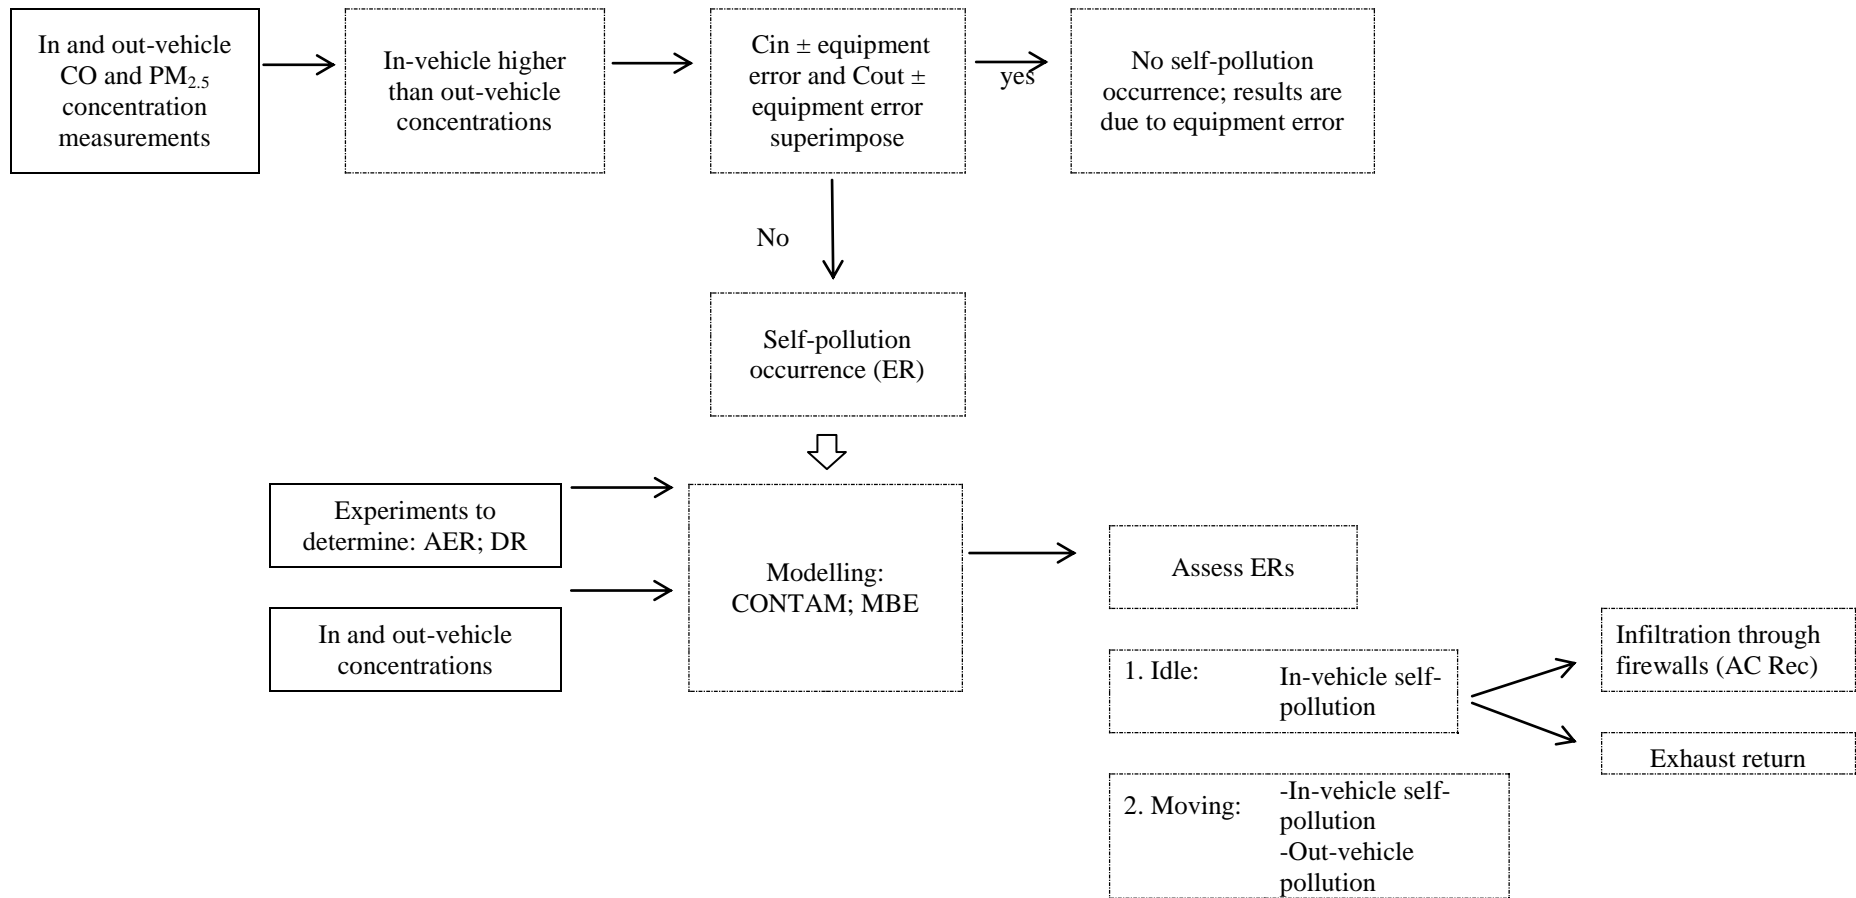 In and out-vehicle
CO and PM2.5
concentration
measurements
In-vehicle higher
than out-vehicle
concentrations
Cin ± equipment
error and Cout ±
equipment error
superimpose
yes
No self-pollution
occurrence; results are
due to equipment error
No
Self-pollution
occurrence (ER)
Experiments to
determine: AER; DR
In and out-vehicle
concentrations
Modelling:
CONTAM; MBE
Assess ERs
1. Idle:
In-vehicle self-
pollution
Infiltration through
firewalls (AC Rec)
Exhaust return
2. Moving:
-In-vehicle self-
pollution
-Out-vehicle
pollution